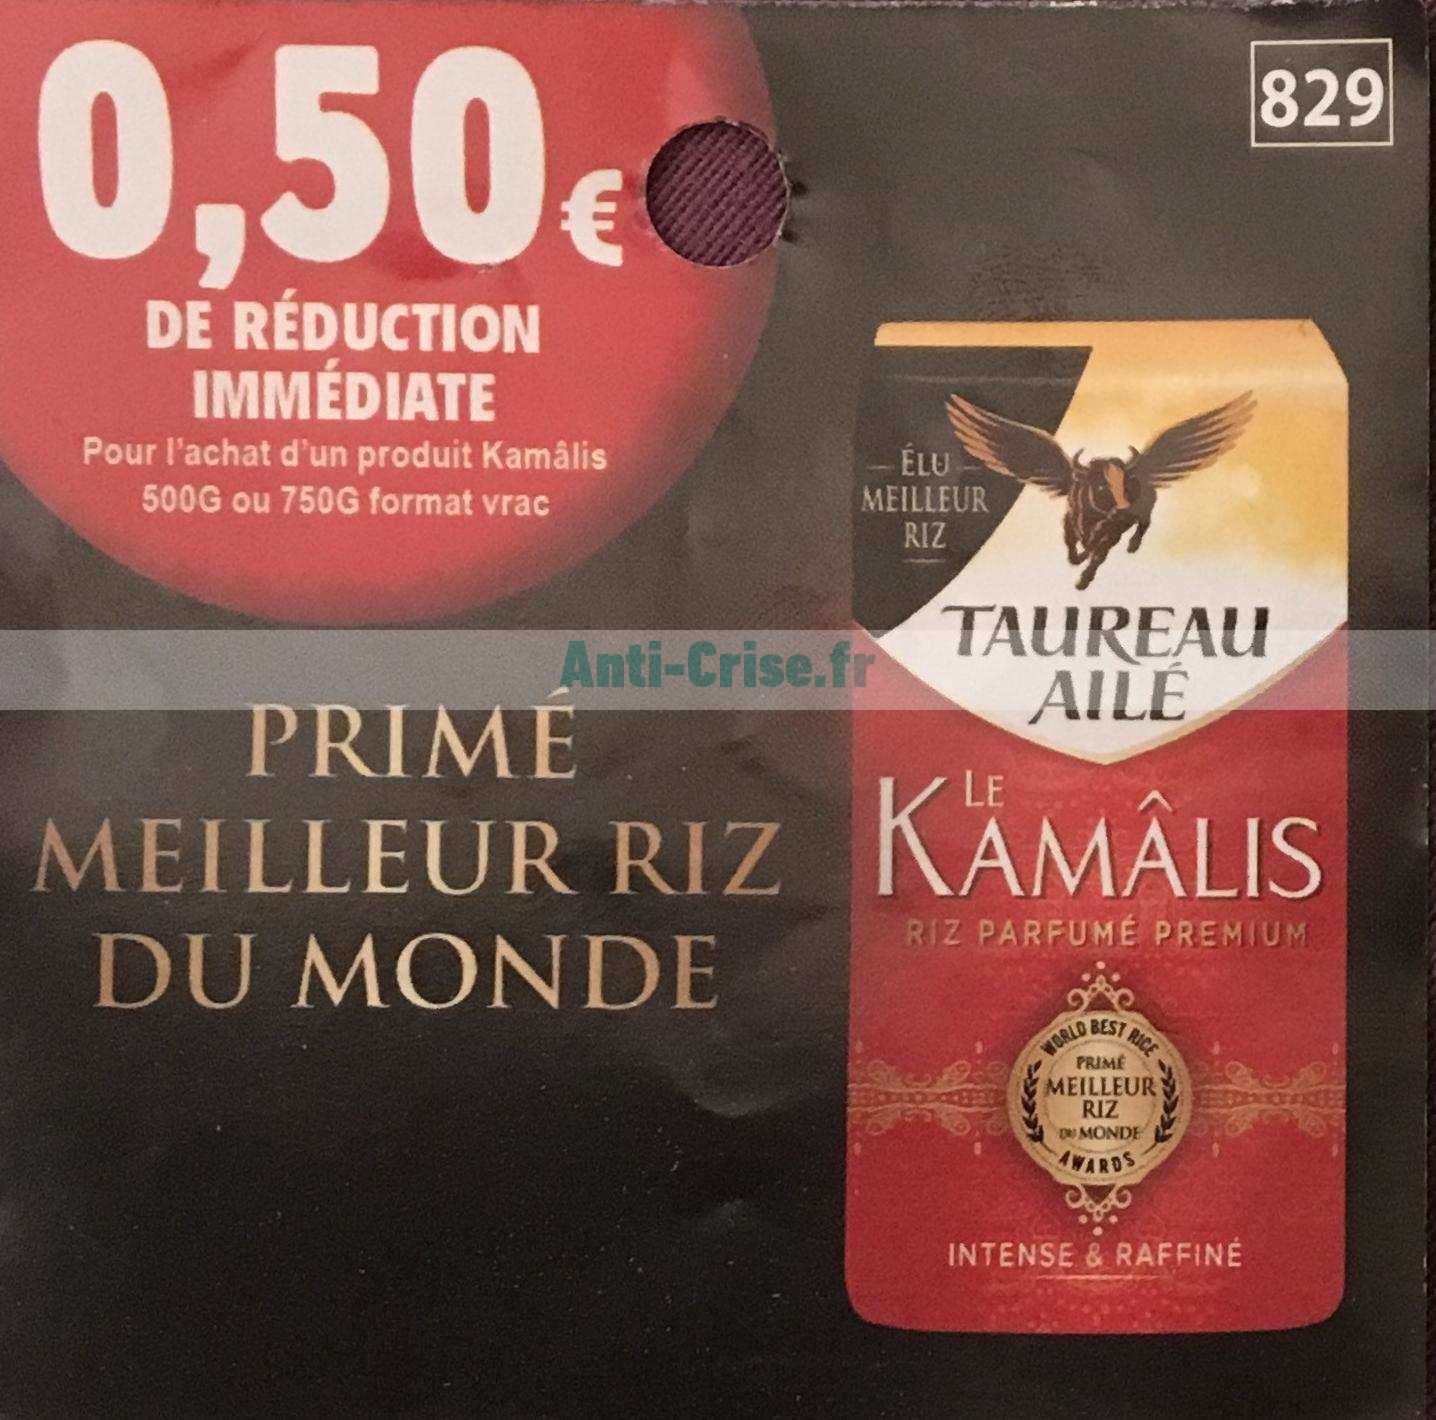 0,50€
DE RÉDUCTION
IMMÉDIATE
Pour l'achat d'un produit Kamâlis
500G ou 750G format vrac
829
ÉLU
MEILLEUR
RIZ
TAUREAU
AILÉ
Anti-Crise.fr
PRIMÉ
MEILLEUR RIZ
DU MONDE
LE
KAMÂLIS
RIZ PARFUMÉ PREMIUM
WORLD BEST RICE
PRIMÉ
MEILLEUR
RIZ
DU MONDE
AWARDS
INTENSE & RAFFINÉ